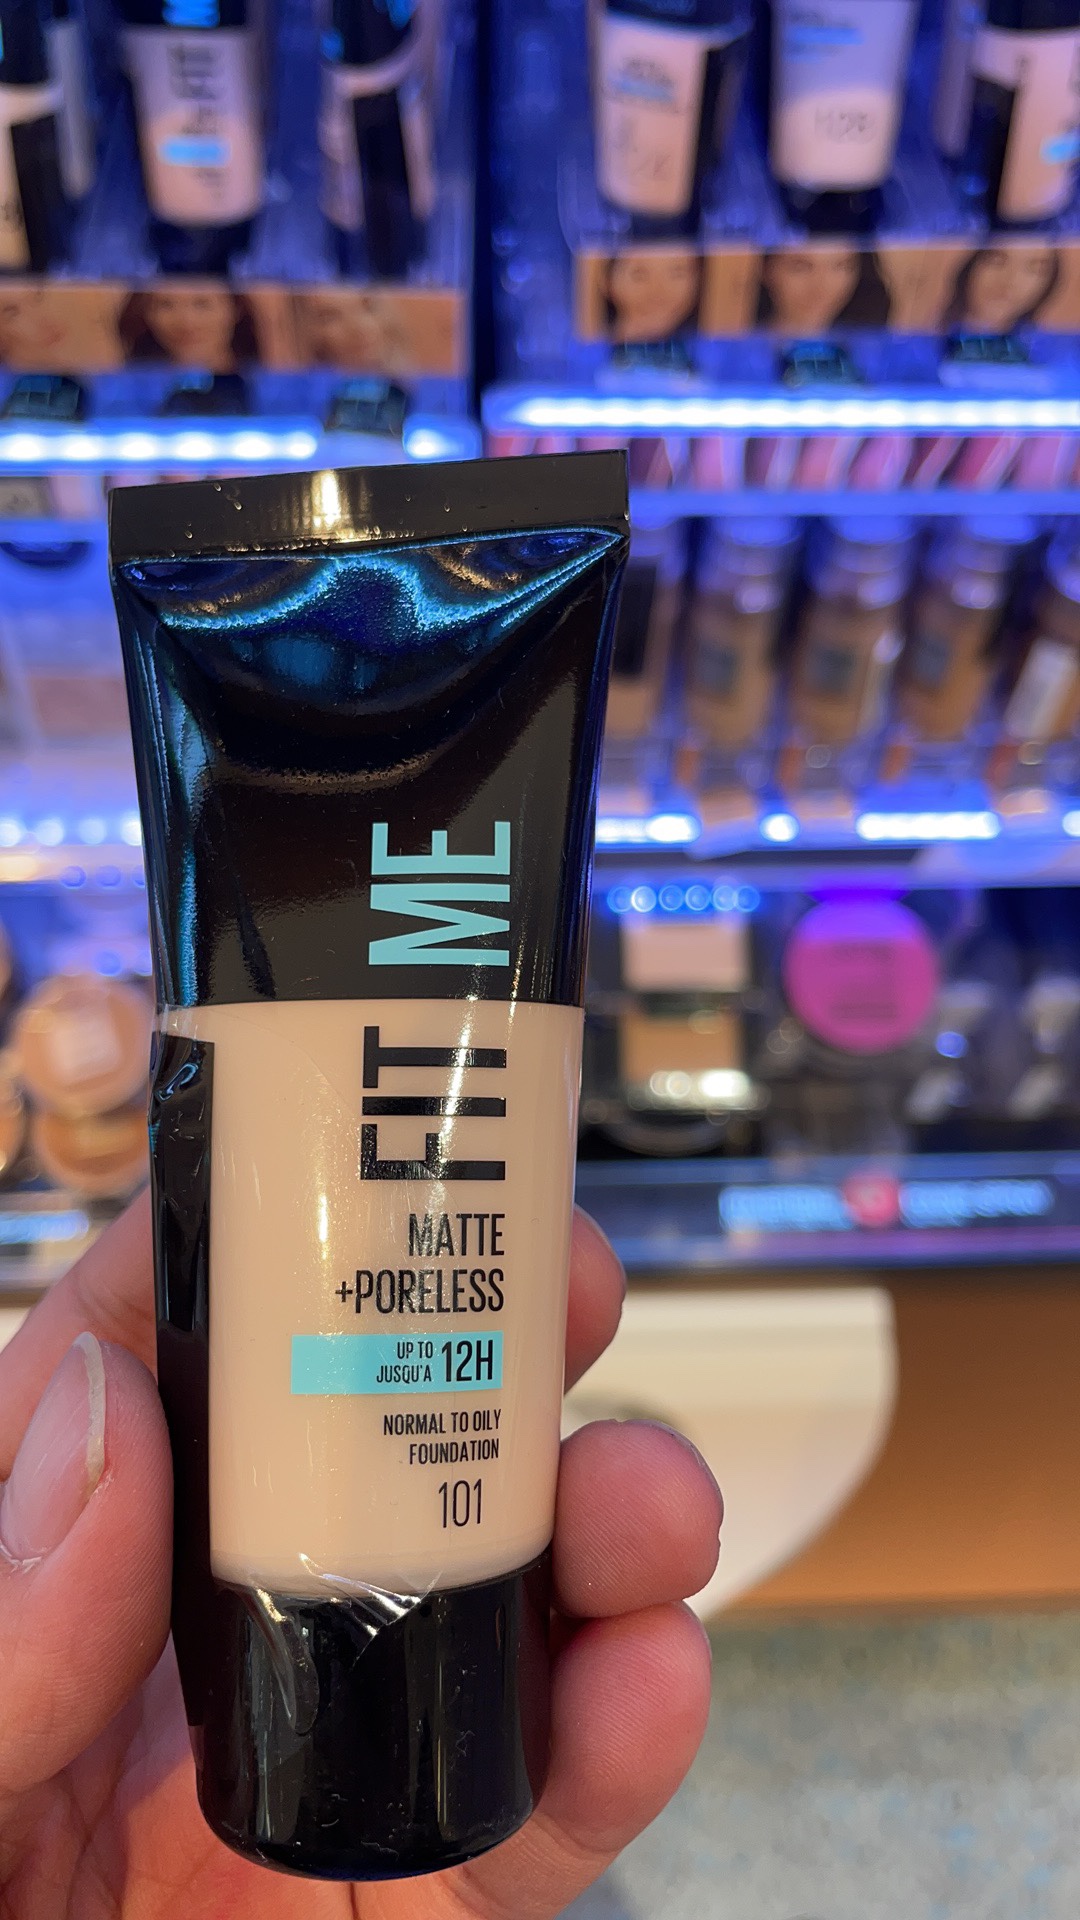 FIT ME
MATTE
+PORELESS
UP TO
JUSQU'A 12H
NORMAL TO OILY
FOUNDATION
101